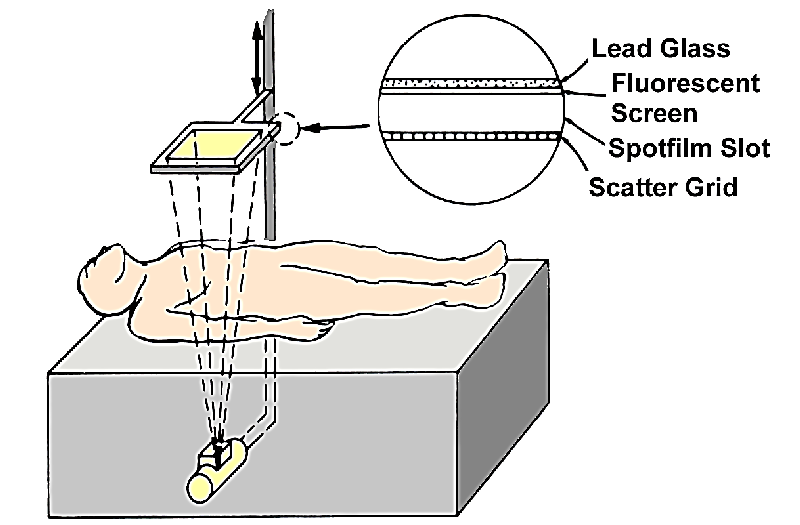 Lead Glass
Fluorescent
Screen
Spotfilm Slot
Scatter Grid